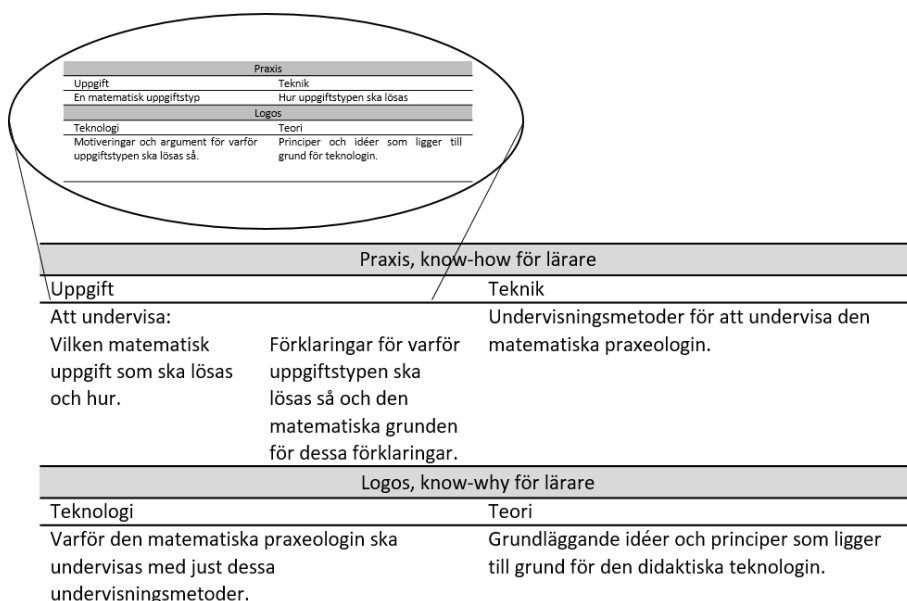 Praxis
Uppgift Teknik
En matematisk uppgiftstyp Hur uppgiftstypen ska lösas
Logos
Teknologi Teori
Motiveringar och argument för varför Principer och idéer som ligger till
uppgiftstypen ska lösas så. grund för teknologin.
Praxis, know-how för lärare
Uppgift Teknik
Att undervisa: Undervisningsmetoder för att undervisa den
Vilken matematisk Förklaringar för varför matematiska praxeologin.
uppgift som ska lösas uppgiftstypen ska
och hur. lösas så och den
matematiska grunden
för dessa förklaringar.
Logos, know-why för lärare
Teknologi Teori
Varför den matematiska praxeologin ska Grundläggande idéer och principer som ligger
undervisas med just dessa till grund för den didaktiska teknologin.
undervisningsmetoder.